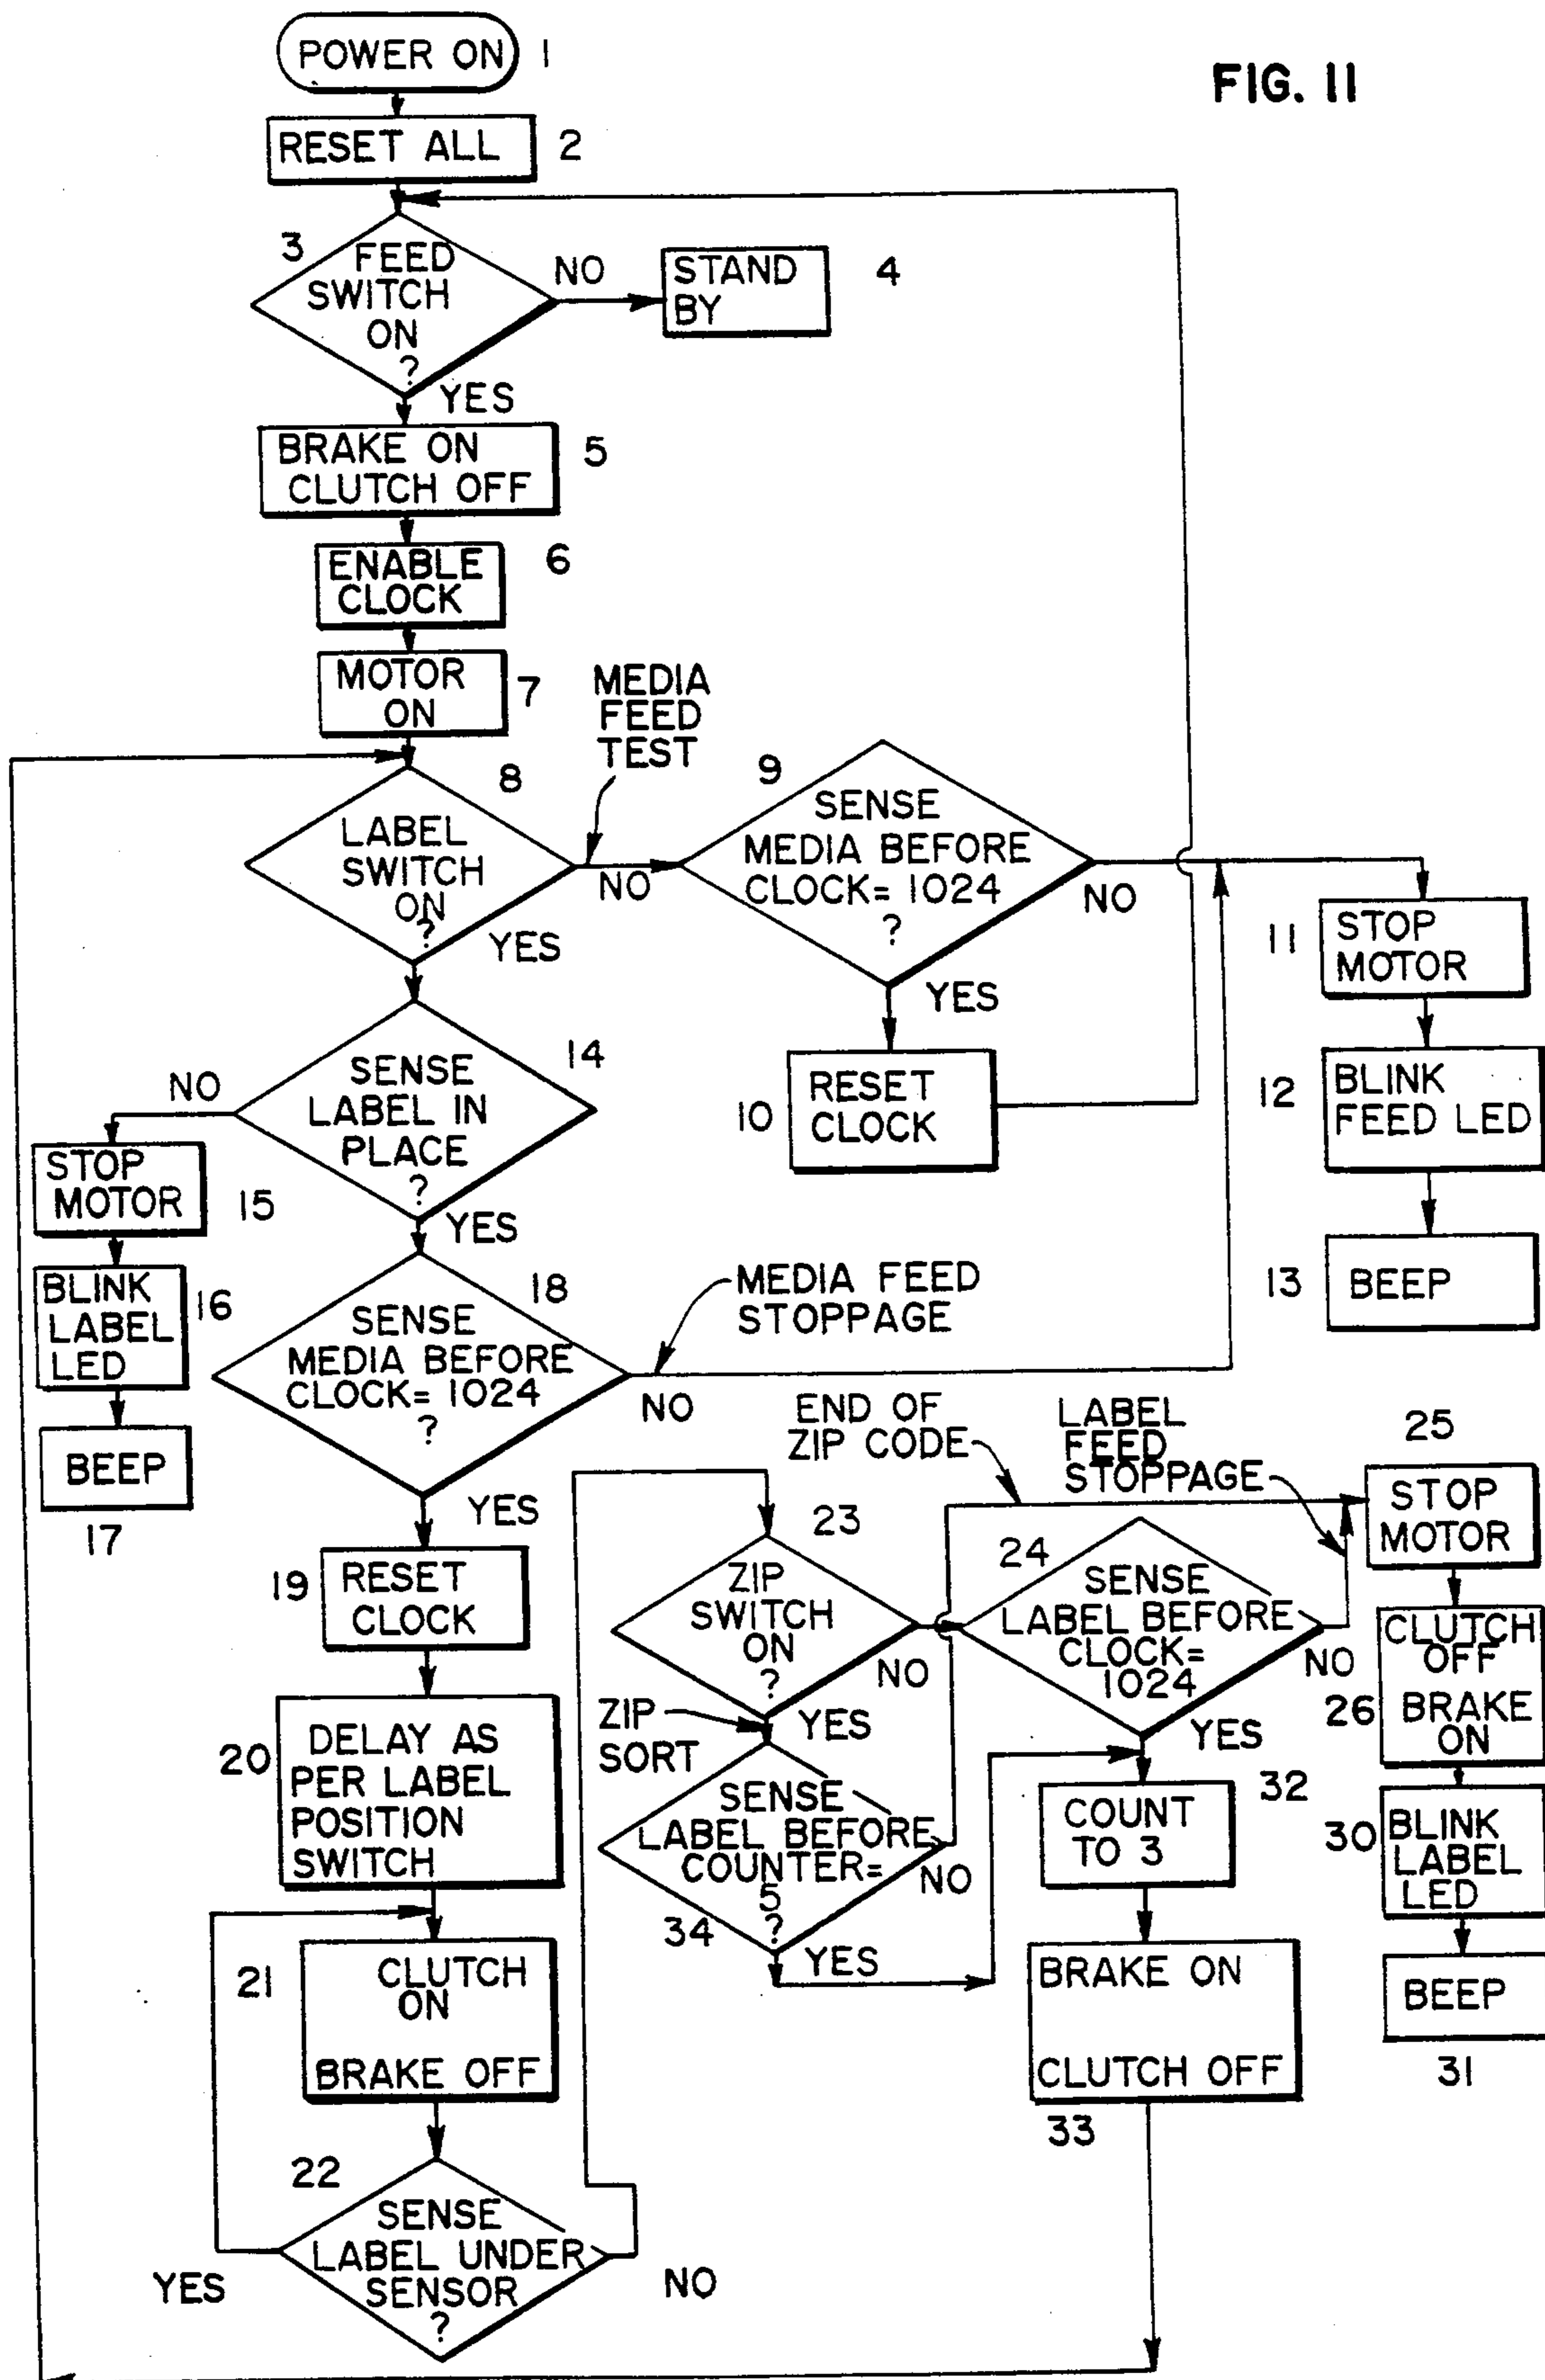 FIG. 11
POWER ON 1
RESET ALL 2
3
FEED
SWITCH
ON
?
NO
STAND
BY
4
YES
BRAKE ON
CLUTCH OFF
5
ENABLE
CLOCK
6
MOTOR
ON
7
MEDIA
FEED
TEST
8
LABEL
SWITCH
ON
?
NO
YES
9
SENSE
MEDIA BEFORE
CLOCK= 1024
?
NO
YES
10
RESET
CLOCK
11
STOP
MOTOR
12
BLINK
FEED LED
13
BEEP
14
SENSE
LABEL IN
PLACE
?
NO
YES
STOP
MOTOR
15
BLINK
LABEL
LED
16
BEEP
17
18
SENSE
MEDIA BEFORE
CLOCK= 1024
?
MEDIA FEED
STOPPAGE
NO
YES
19
RESET
CLOCK
20
DELAY AS
PER LABEL
POSITION
SWITCH
21
CLUTCH
ON
BRAKE OFF
22
SENSE
LABEL UNDER
SENSOR
?
YES
NO
23
ZIP
SWITCH
ON
?
NO
YES
ZIP
SORT
END OF
ZIP CODE
LABEL
FEED
STOPPAGE
24
SENSE
LABEL BEFORE
CLOCK=
1024
NO
YES
34
SENSE
LABEL BEFORE
COUNTER=
5
?
NO
YES
32
COUNT
TO 3
BRAKE ON
CLUTCH OFF
33
25
STOP
MOTOR
26
CLUTCH
OFF
BRAKE
ON
30
BLINK
LABEL
LED
BEEP
31